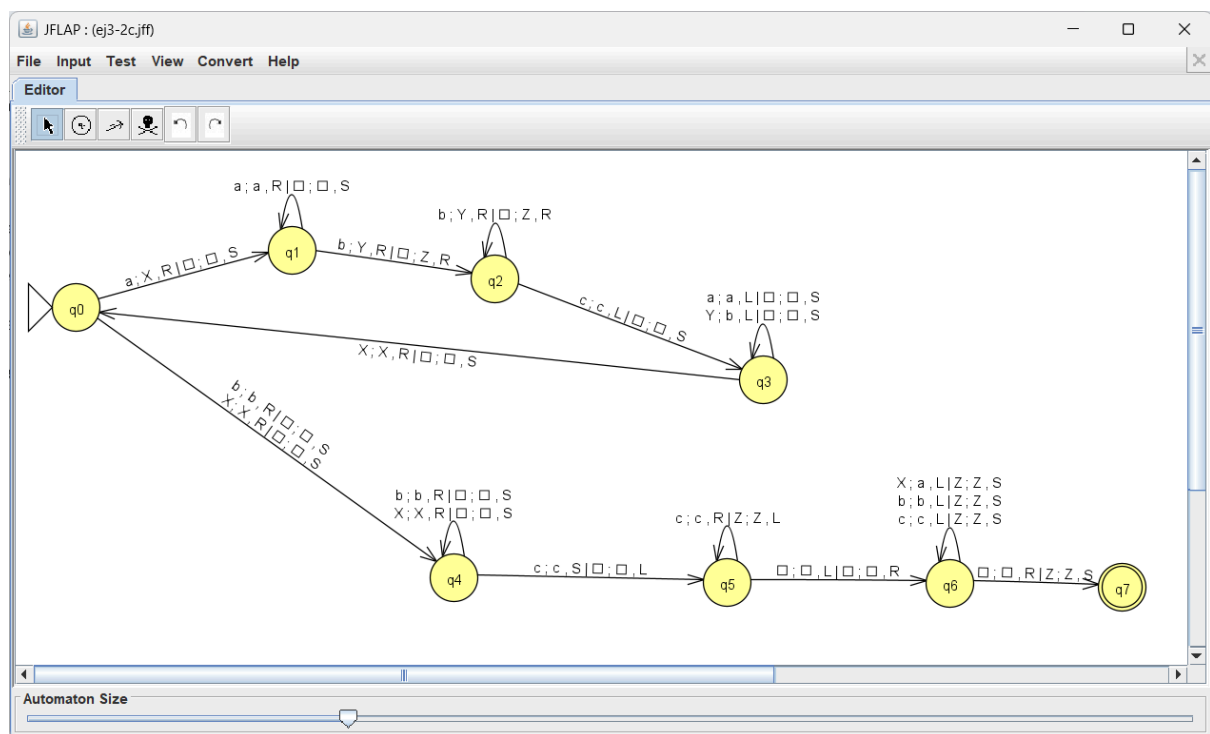 JFLAP : (ej3-2c.jff)
File Input Test View Convert Help
Editor
a ; a , R | □ ; □ , S
b ; Y , R | □ ; Z , R
a ; X , R | □ ; □ , S
q1
b ; Y , R | □ ; Z , R
q2
q0
c ; c , L | □ ; □ , S
a ; a , L | □ ; □ , S
Y ; b , L | □ ; □ , S
X ; X , R | □ ; □ , S
q3
b ; b , R | □ ; □ , S
X ; X , R | □ ; □ , S
b ; b , R | □ ; □ , S
X ; X , R | □ ; □ , S
q4
c ; c , S | □ ; □ , L
c ; c , R | Z ; Z , L
q5
□ ; □ , L | □ ; □ , R
X ; a , L | Z ; Z , S
b ; b , L | Z ; Z , S
c ; c , L | Z ; Z , S
q6
□ ; □ , R | Z ; Z , S
q7
Automaton Size